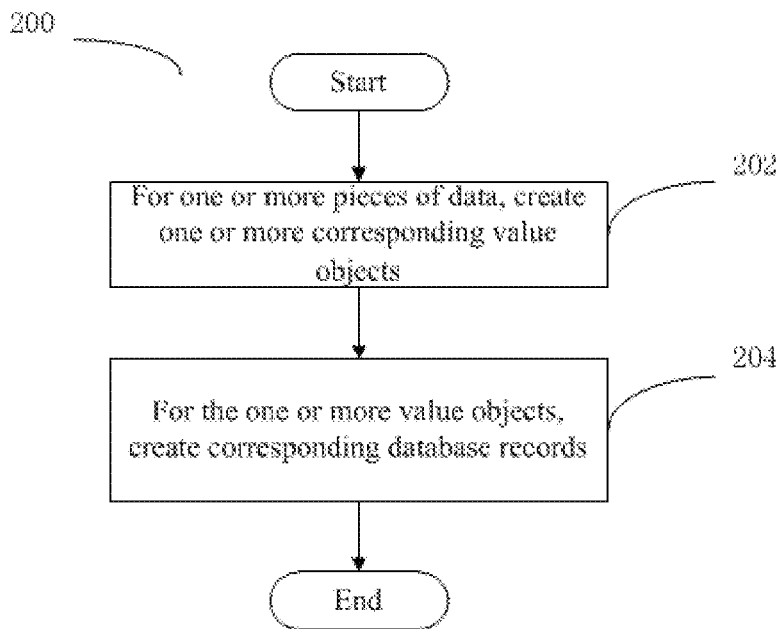 200
Start
202
For one or more pieces of data, create
one or more corresponding value
objects
204
For the one or more value objects,
create corresponding database records
End